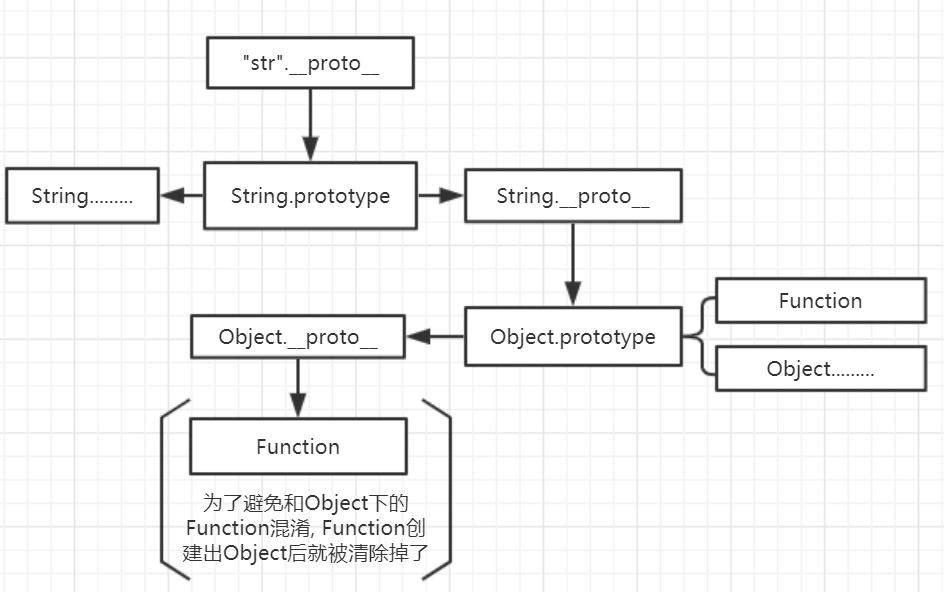 "str".__proto__
String.........
String.prototype
String.__proto__
Function
Object.__proto__
Object.prototype
Object.........
Function
为了避免和Object下的
Function混淆, Function创
建出Object后就被清除掉了